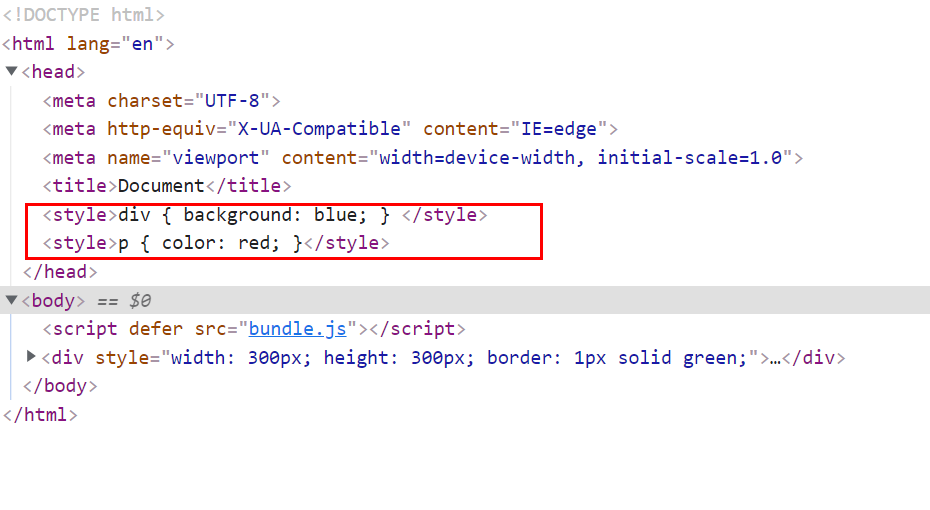 <!DOCTYPE html>
<html lang="en">
▼<head>
<meta charset="UTF-8">
<meta http-equiv="X-UA-Compatible" content="IE=edge">
<meta name="viewport" content="width=device-width, initial-scale=1.0">
<title>Document</title>
<style>div { background: blue; } </style>
<style>p { color: red; }</style>
</head>
▼<body> == $0
<script defer src="bundle.js"></script>
▶<div style="width: 300px; height: 300px; border: 1px solid green;">…</div>
</body>
</html>